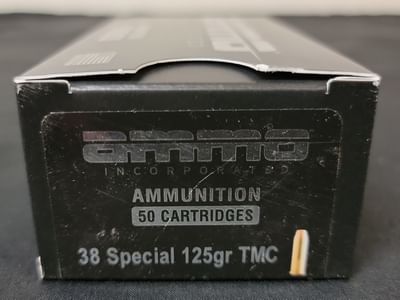 ammo
INCORPORATED
AMMUNITION
50 CARTRIDGES
38 Special 125gr TMC